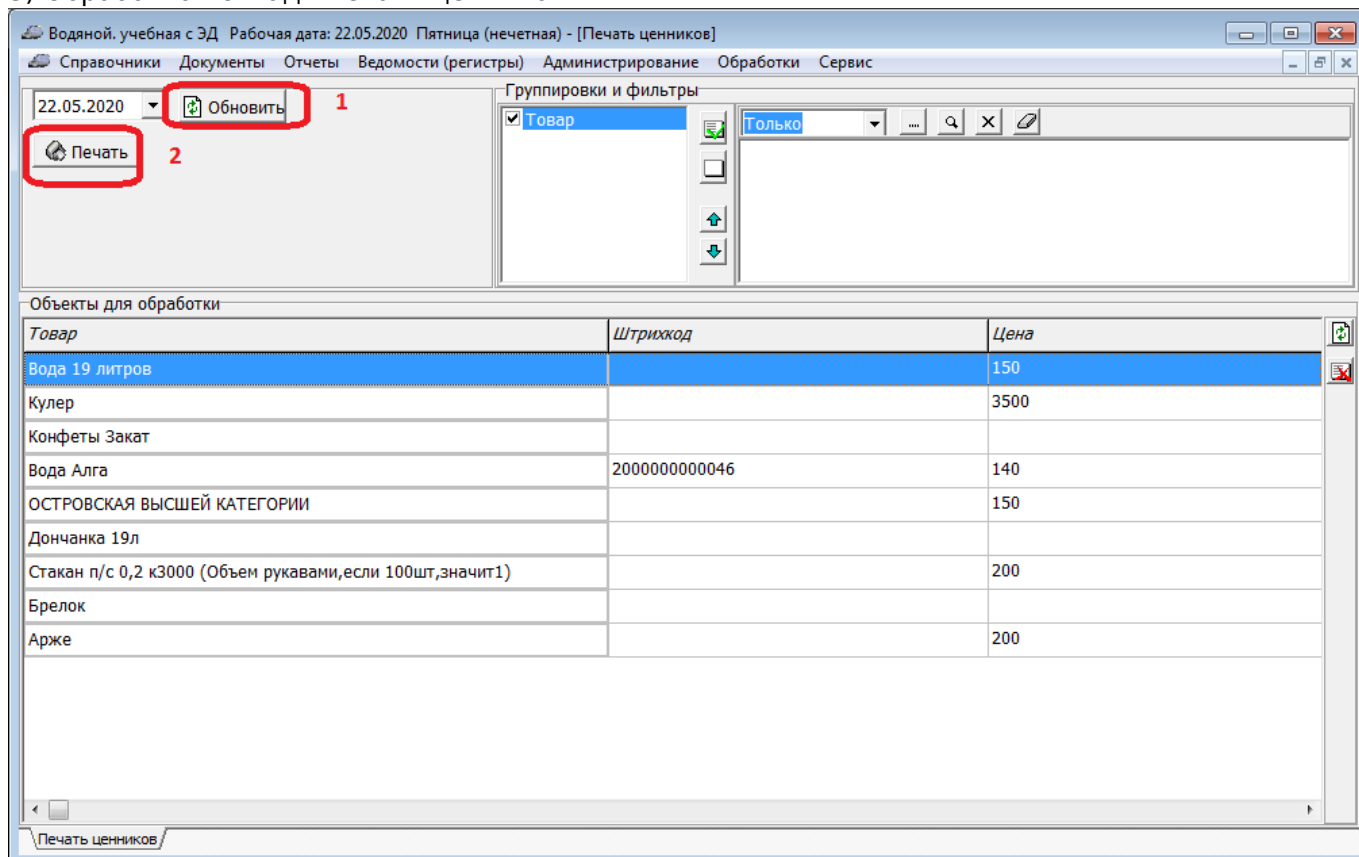 Водяной. учебная с ЭД Рабочая дата: 22.05.2020 Пятница (нечетная) - [Печать ценников]
Справочники Документы Отчеты Ведомости (регистры) Администрирование Обработки Сервис
22.05.2020 Обновить 1
Печать 2
Группировки и фильтры
Товар
Только
Объекты для обработки
Товар Штрихкод Цена
Вода 19 литров 150
Кулер 3500
Конфеты Закат
Вода Алга 2000000000046 140
ОСТРОВСКАЯ ВЫСШЕЙ КАТЕГОРИИ 150
Дончанка 19л
Стакан п/с 0,2 к3000 (Объем рукавами,если 100шт,значит1) 200
Брелок
Арже 200
Печать ценников